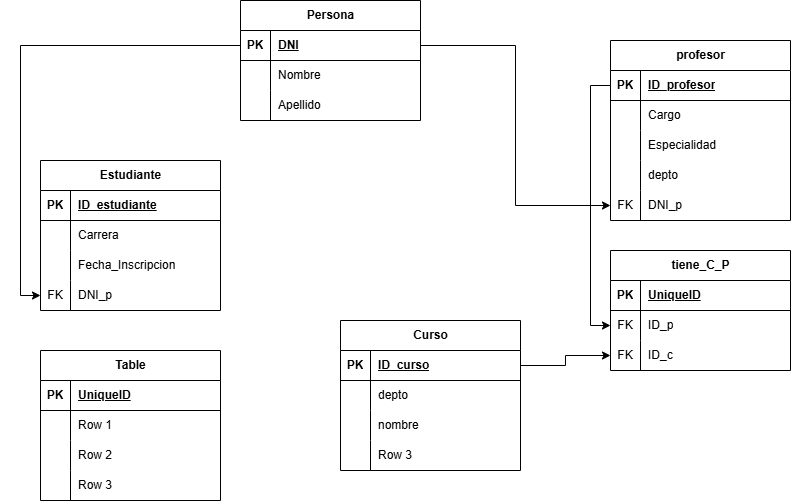 Persona
PK DNI
Nombre
Apellido
profesor
PK ID_profesor
Cargo
Especialidad
depto
FK DNI_p
Estudiante
PK ID_estudiante
Carrera
Fecha_Inscripcion
FK DNI_p
tiene_C_P
PK UniqueID
FK ID_p
FK ID_c
Curso
PK ID_curso
depto
nombre
Row 3
Table
PK UniqueID
Row 1
Row 2
Row 3